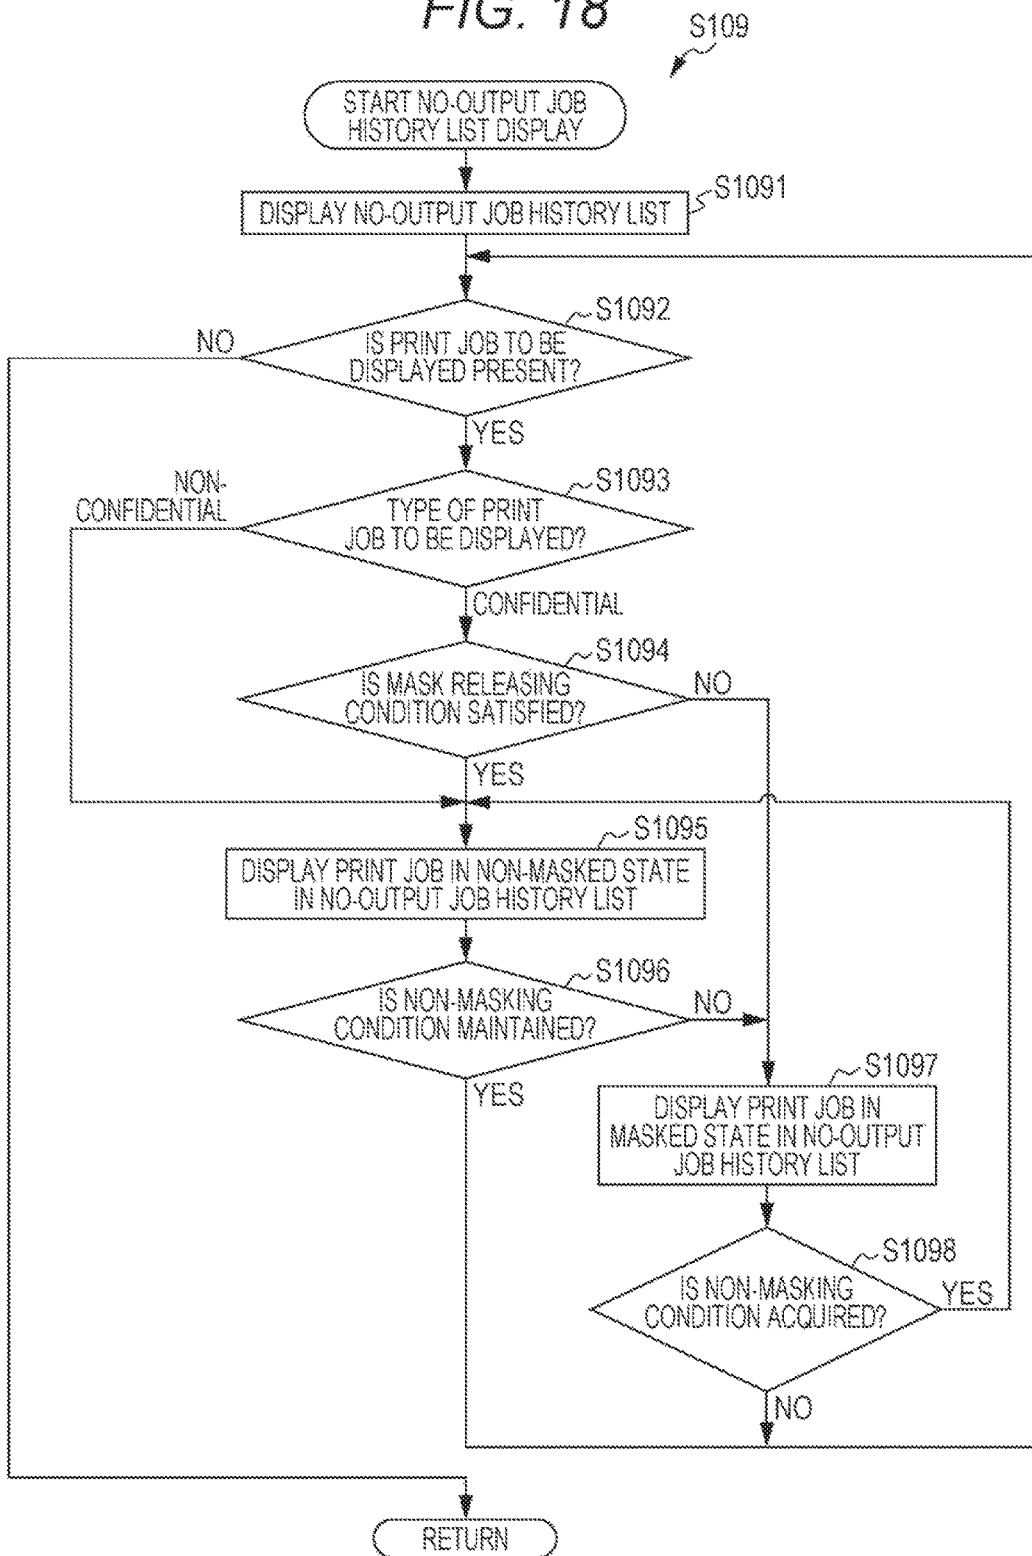 FIG. 18
S109
START NO-OUTPUT JOB
HISTORY LIST DISPLAY
S1091
DISPLAY NO-OUTPUT JOB HISTORY LIST
S1092
NO
IS PRINT JOB TO BE
DISPLAYED PRESENT?
YES
S1093
NON-
CONFIDENTIAL
TYPE OF PRINT
JOB TO BE DISPLAYED?
CONFIDENTIAL
S1094
IS MASK RELEASING
CONDITION SATISFIED?
NO
YES
S1095
DISPLAY PRINT JOB IN NON-MASKED STATE
IN NO-OUTPUT JOB HISTORY LIST
S1096
IS NON-MASKING
CONDITION MAINTAINED?
NO
YES
S1097
DISPLAY PRINT JOB IN
MASKED STATE IN NO-OUTPUT
JOB HISTORY LIST
S1098
IS NON-MASKING
CONDITION ACQUIRED?
YES
NO
RETURN